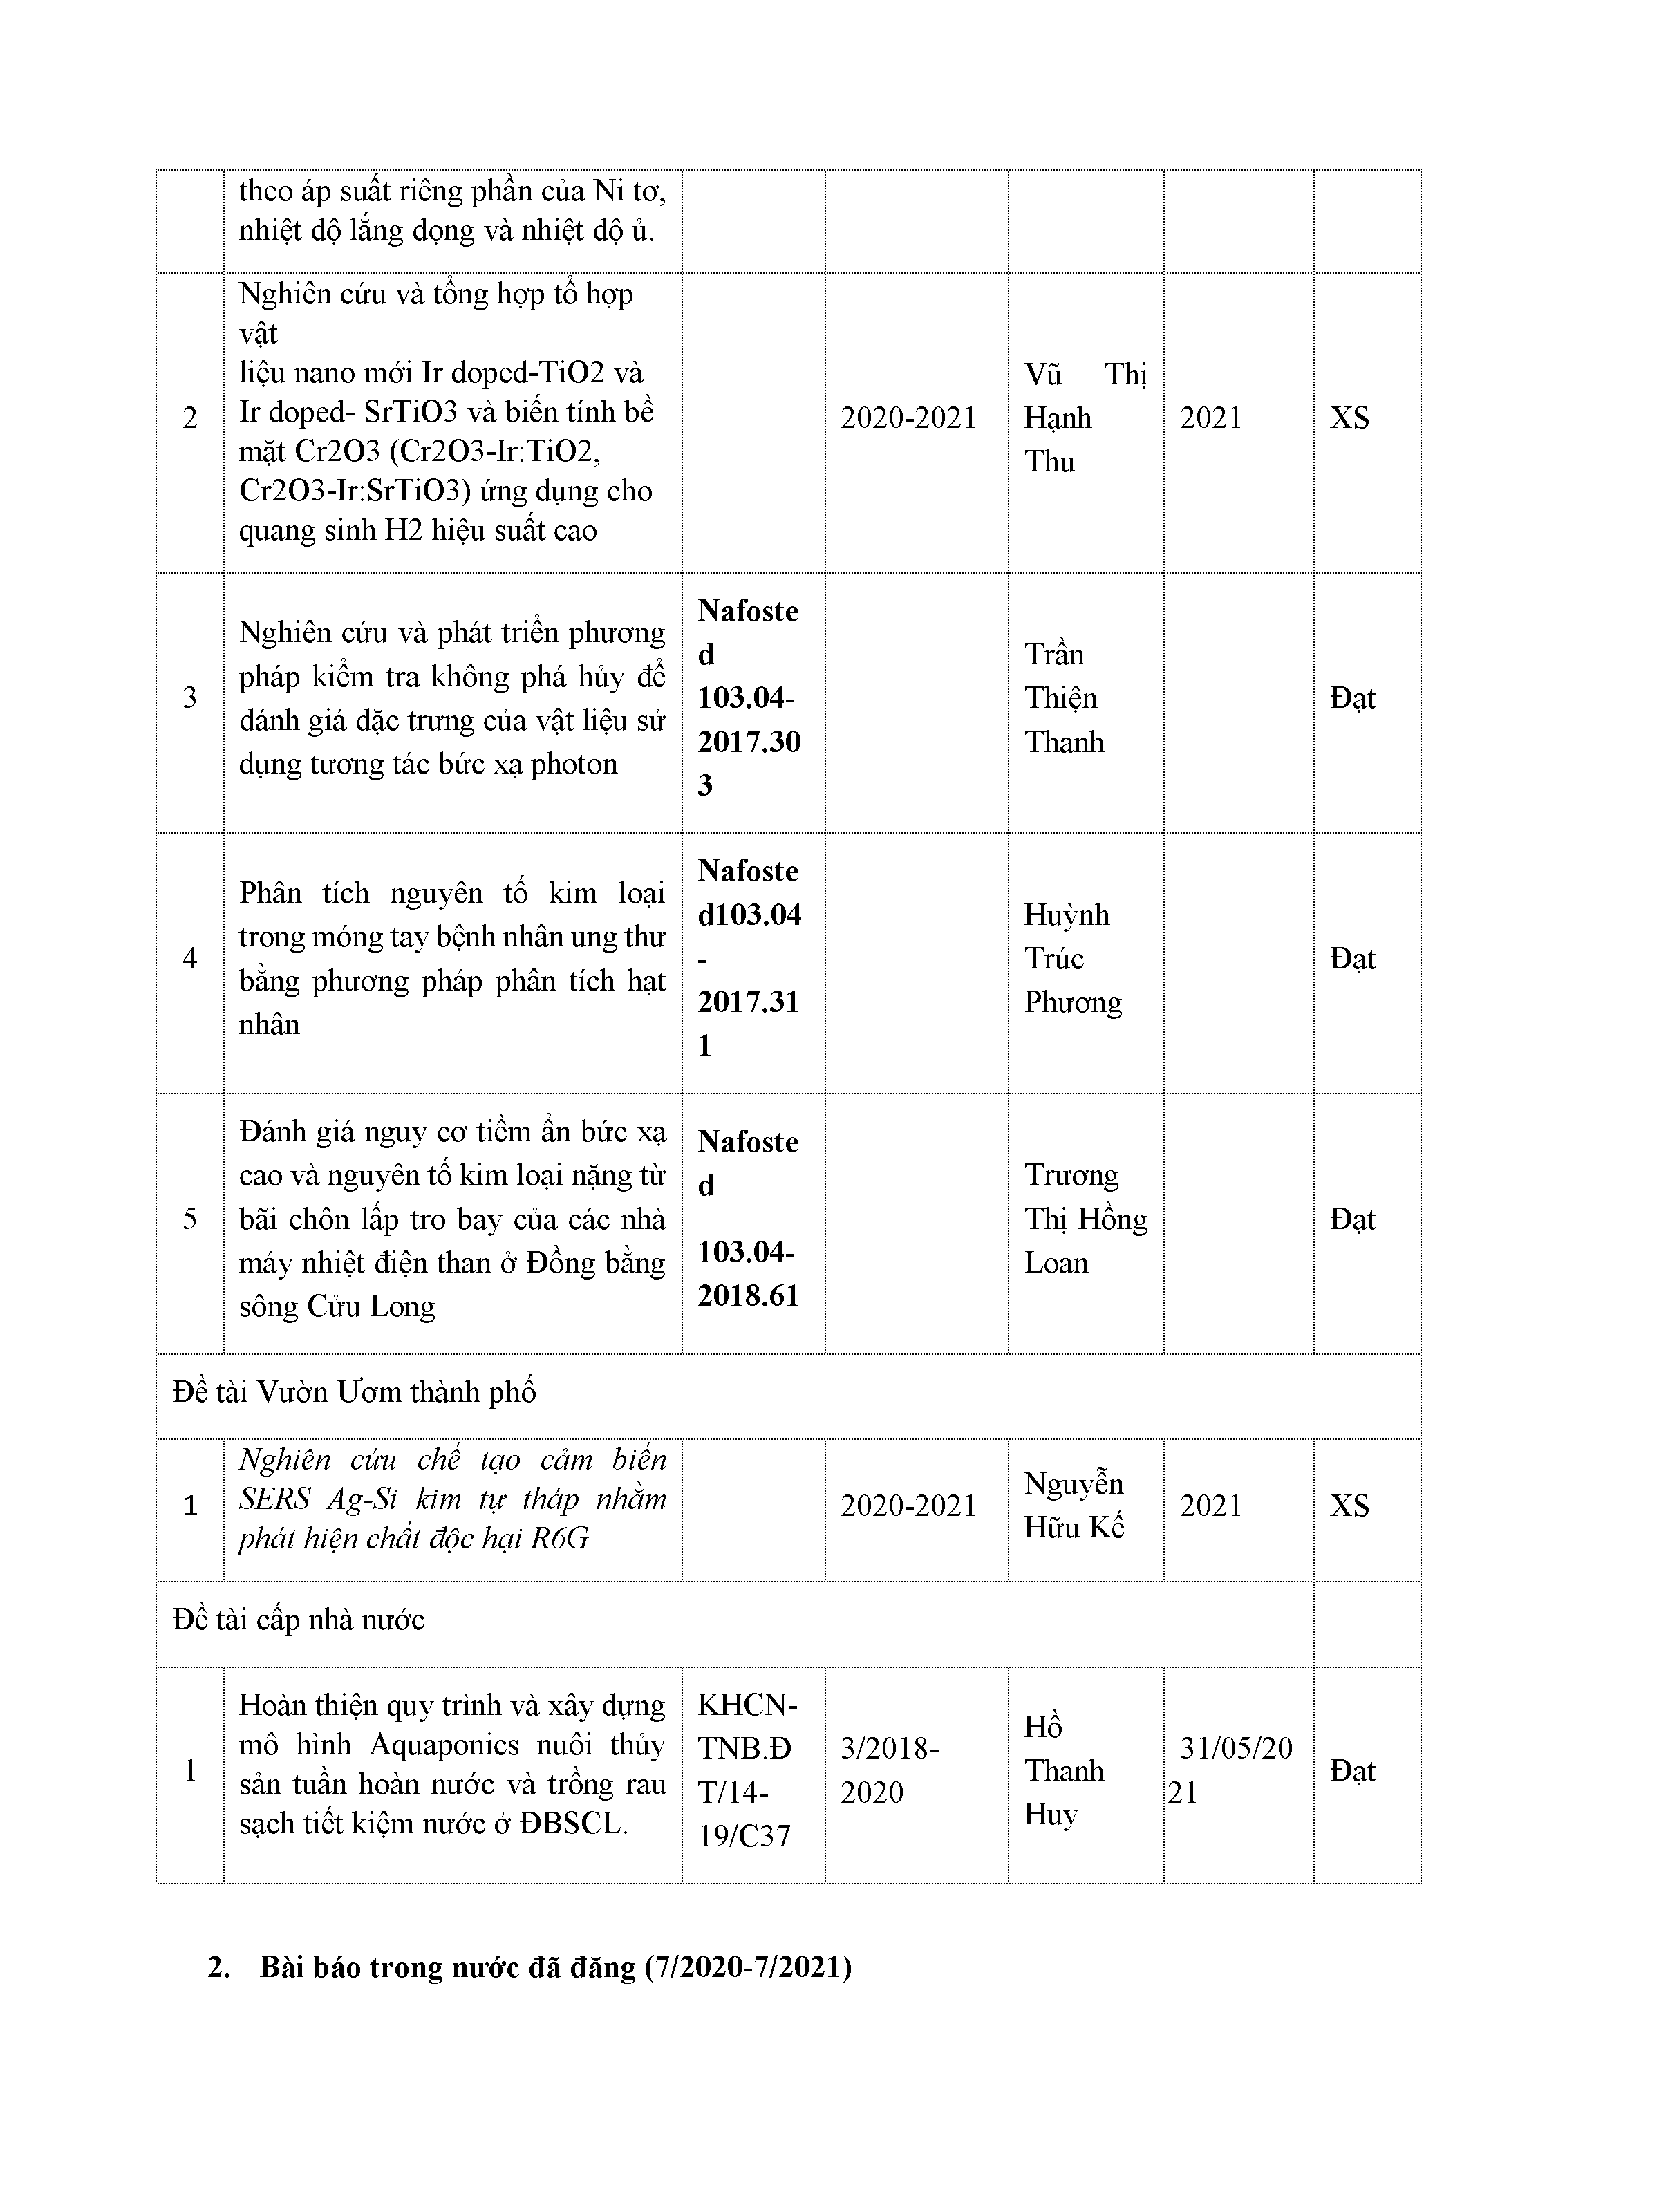 theo áp suất riêng phần của Ni tơ,
nhiệt độ lắng đọng và nhiệt độ ủ.
2
Nghiên cứu và tổng hợp tổ hợp
vật
liệu nano mới Ir doped-TiO2 và
Ir doped- SrTiO3 và biến tính bề
mặt Cr2O3 (Cr2O3-Ir:TiO2,
Cr2O3-Ir:SrTiO3) ứng dụng cho
quang sinh H2 hiệu suất cao
2020-2021
Vũ Thị
Hạnh
Thu
2021
XS
3
Nghiên cứu và phát triển phương
pháp kiểm tra không phá hủy để
đánh giá đặc trưng của vật liệu sử
dụng tương tác bức xạ photon
Nafoste
d
103.04-
2017.30
3
Trần
Thiện
Thanh
Đạt
4
Phân tích nguyên tố kim loại
trong móng tay bệnh nhân ung thư
bằng phương pháp phân tích hạt
nhân
Nafoste
d103.04
-
2017.31
1
Huỳnh
Trúc
Phương
Đạt
5
Đánh giá nguy cơ tiềm ẩn bức xạ
cao và nguyên tố kim loại nặng từ
bãi chôn lấp tro bay của các nhà
máy nhiệt điện than ở Đồng bằng
sông Cửu Long
Nafoste
d
103.04-
2018.61
Trương
Thị Hồng
Loan
Đạt
Đề tài Vườn Ươm thành phố
1
Nghiên cứu chế tạo cảm biến
SERS Ag-Si kim tự tháp nhằm
phát hiện chất độc hại R6G
2020-2021
Nguyễn
Hữu Kế
2021
XS
Đề tài cấp nhà nước
1
Hoàn thiện quy trình và xây dựng
mô hình Aquaponics nuôi thủy
sản tuần hoàn nước và trồng rau
sạch tiết kiệm nước ở ĐBSCL.
KHCN-
TNB.Đ
T/14-
19/C37
3/2018-
2020
Hồ
Thanh
Huy
31/05/20
21
Đạt
2. Bài báo trong nước đã đăng (7/2020-7/2021)